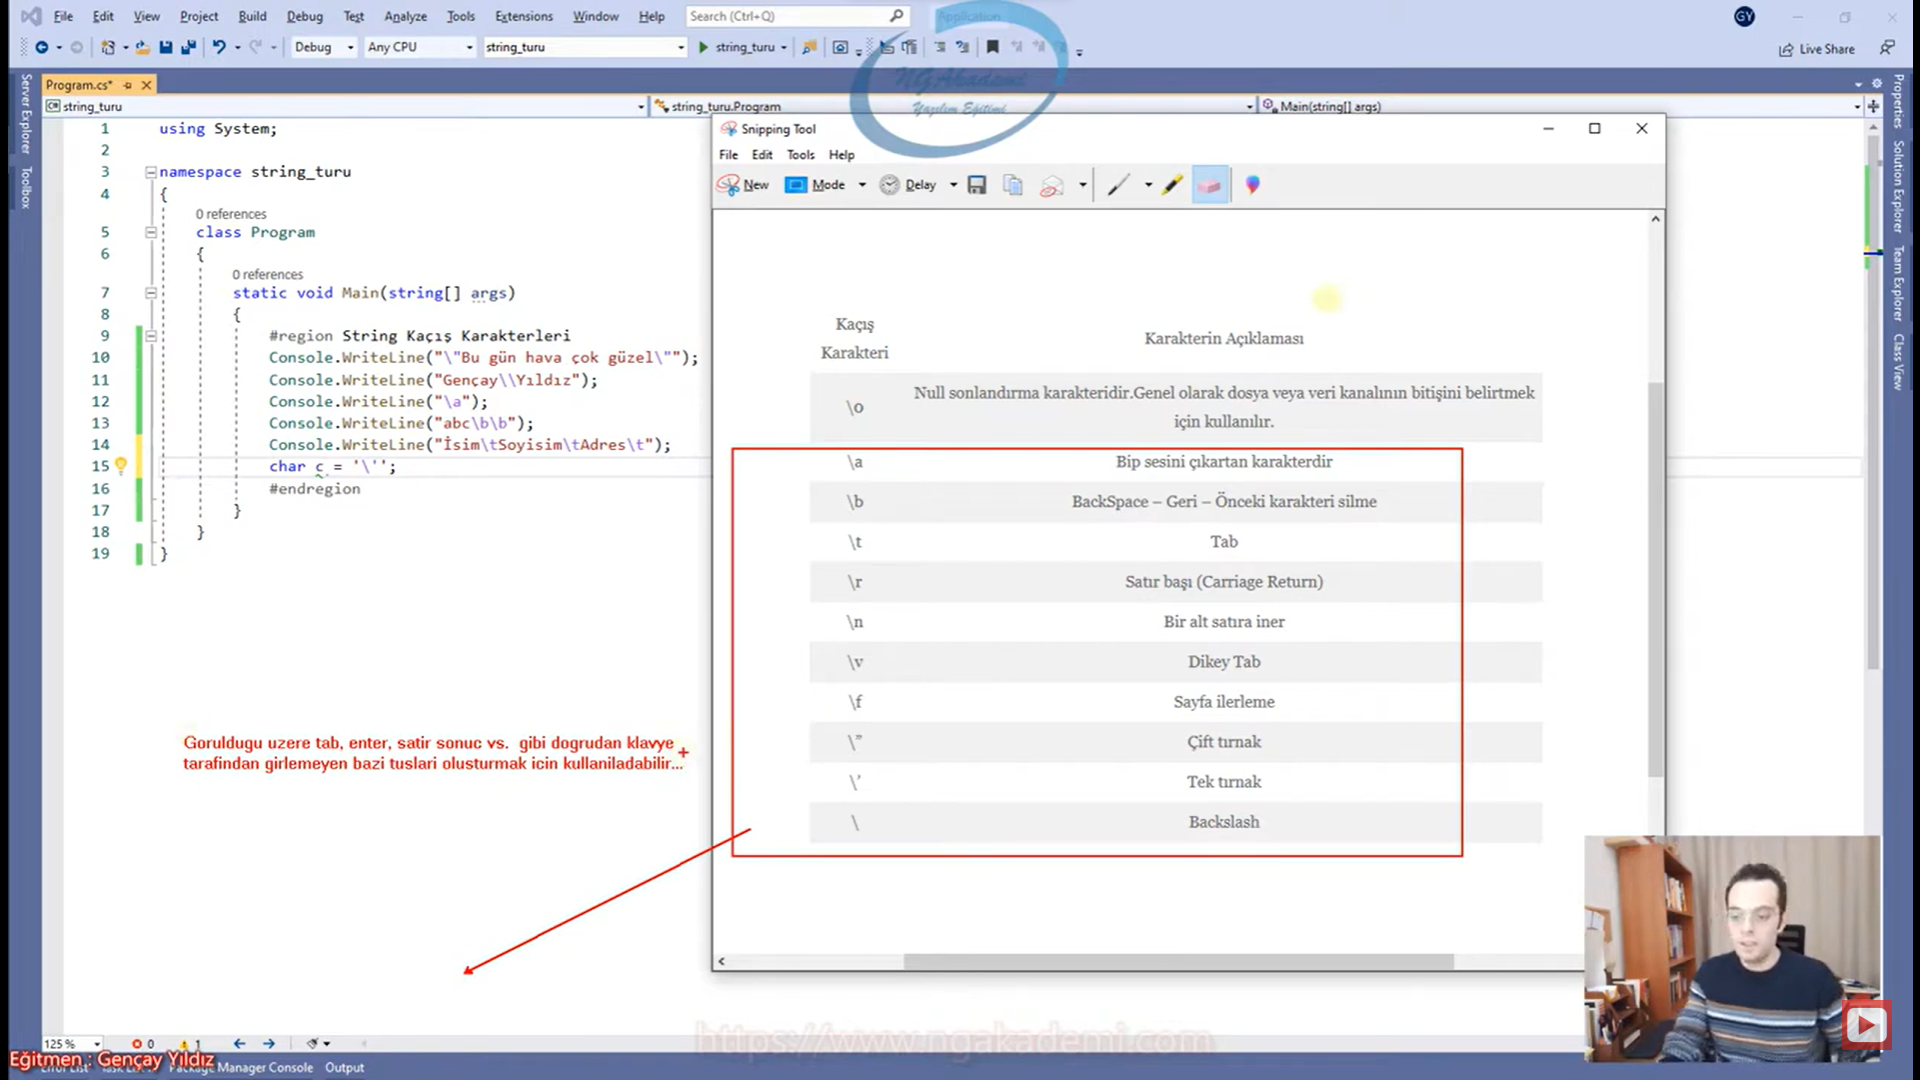 File Edit View Project Build Debug Test Analyze Tools Extensions Window Help Search (Ctrl+Q) Application GY
Debug Any CPU string_turu string_turu Live Share
NGAkademi
Yazılım Eğitimi
Program.cs*
string_turu string_turu.Program Main(string[] args)
Server Explorer
Toolbox
Properties
Solution Explorer
Team Explorer
Class View
1 using System;
2
3 namespace string_turu
4 {
0 references
5 class Program
6 {
0 references
7 static void Main(string[] args)
8 {
9 #region String Kaçış Karakterleri
10 Console.WriteLine("\"Bu gün hava çok güzel\"");
11 Console.WriteLine("Gençay\\Yıldız");
12 Console.WriteLine("\a");
13 Console.WriteLine("abc\b\b");
14 Console.WriteLine("İsim\tSoyisim\tAdres\t");
15 char c = '\'';
16 #endregion
17 }
18 }
19 }
Snipping Tool
File Edit Tools Help
New Mode Delay
Kaçış
Karakteri
Karakterin Açıklaması
\0 Null sonlandırma karakteridir.Genel olarak dosya veya veri kanalının bitişini belirtmek
için kullanılır.
\a Bip sesini çıkartan karakterdir
\b BackSpace – Geri – Önceki karakteri silme
\t Tab
\r Satır başı (Carriage Return)
\n Bir alt satıra iner
\v Dikey Tab
\f Sayfa ilerleme
\” Çift tırnak
\’ Tek tırnak
\ Backslash
Goruldugu uzere tab, enter, satir sonuc vs. gibi dogrudan klavye
tarafindan girlemeyen bazi tuslari olusturmak icin kullaniladabilir...
https://www.ngakademi.com
125 % 0 1
Eğitmen : Gençay Yıldız
Error List Package Manager Console Output